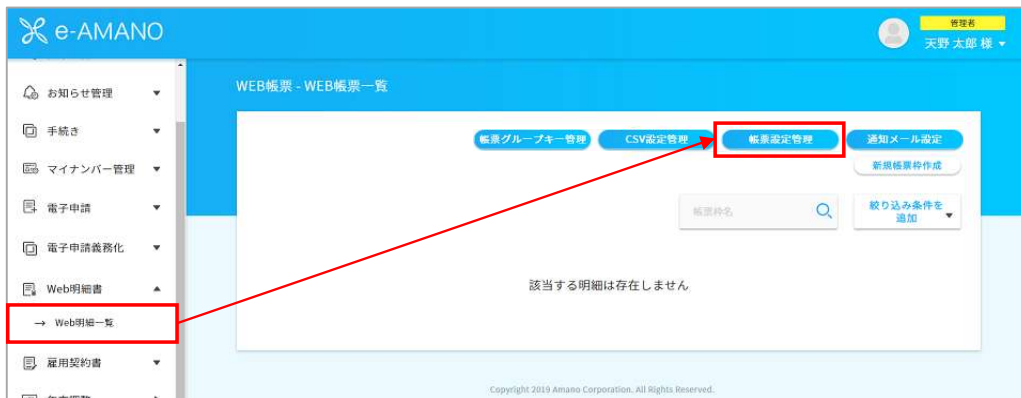 e-AMANO
管理者
天野 太郎 様
お知らせ管理
手続き
マイナンバー管理
電子申請
電子申請義務化
Web明細書
→ Web明細一覧
雇用契約書
WEB帳票 - WEB帳票一覧
帳票グループキー管理
CSV設定管理
帳票設定管理
通知メール設定
新規帳票枠作成
帳票枠名
絞り込み条件を
追加
該当する明細は存在しません
Copyright 2019 Amano Corporation. All Rights Reserved.